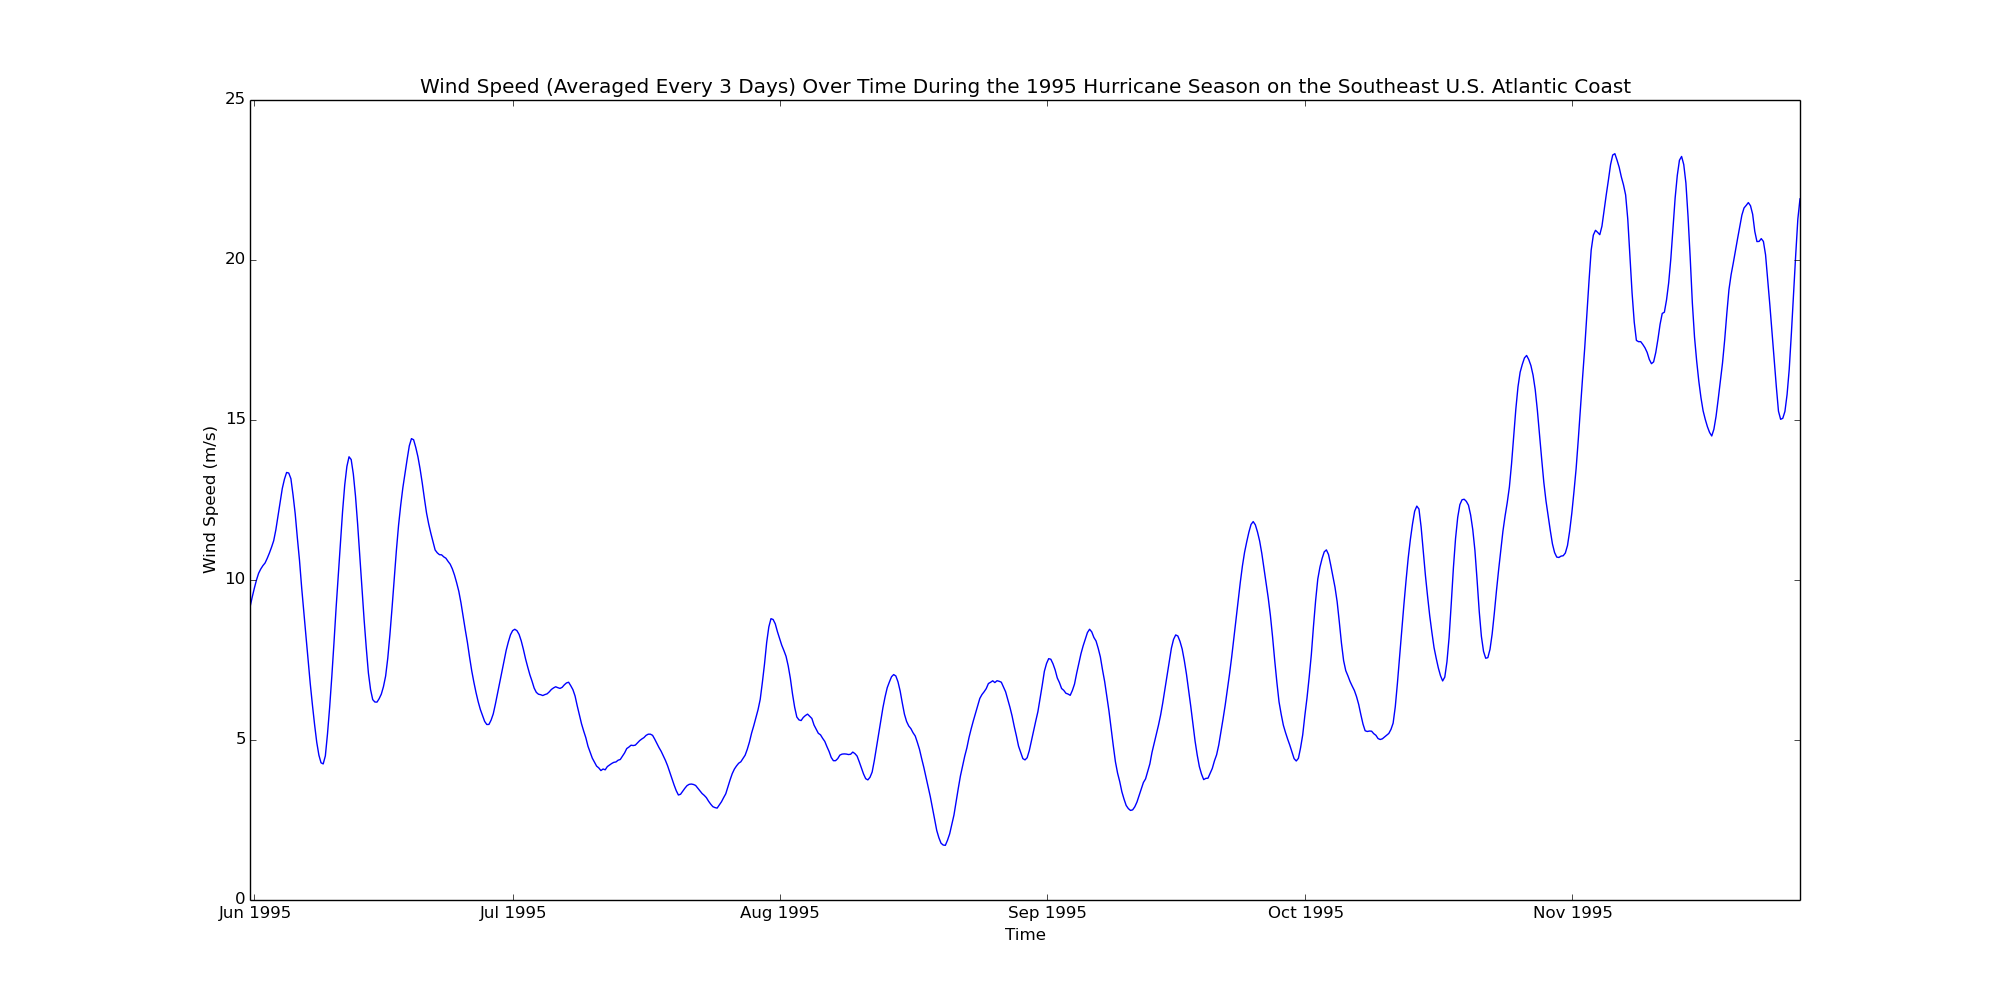 Wind Speed (Averaged Every 3 Days) Over Time During the 1995 Hurricane Season on the Southeast U.S. Atlantic Coast
25
20
15
10
5
0
Wind Speed (m/s)
Jun 1995 Jul 1995 Aug 1995 Sep 1995 Oct 1995 Nov 1995
Time